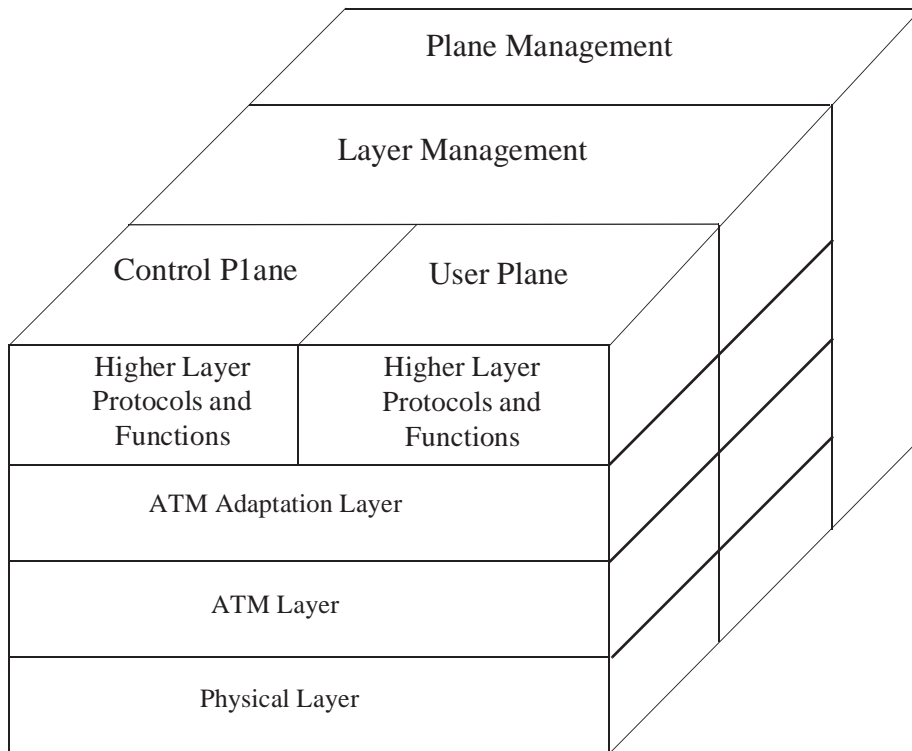 Plane Management
Layer Management
Control P1ane
User Plane
Higher Layer
Protocols and
Functions
Higher Layer
Protocols and
Functions
ATM Adaptation Layer
ATM Layer
Physical Layer